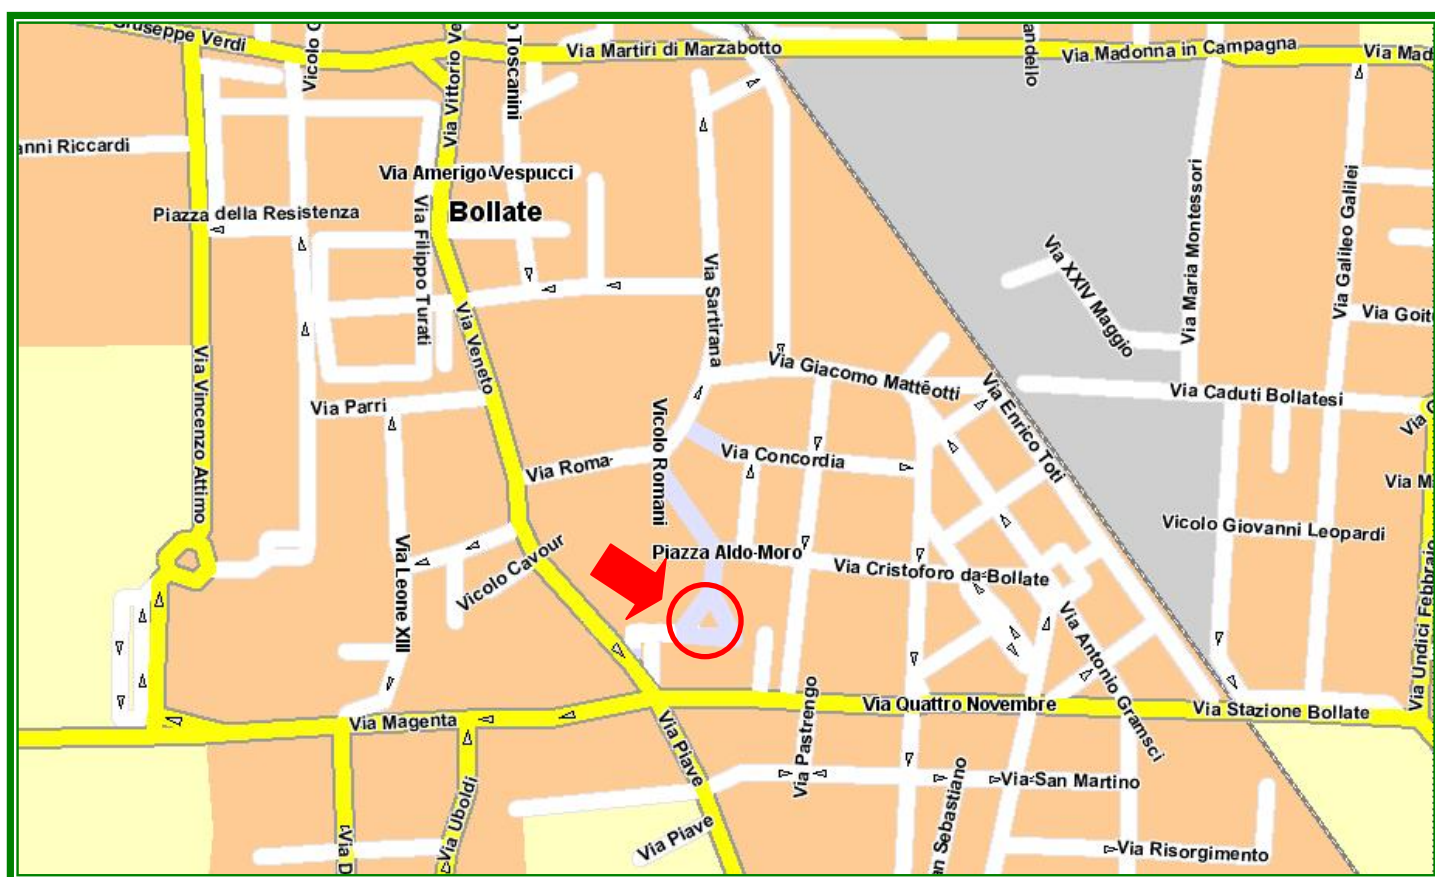 Giuseppe Verdi
Via Martiri di Marzabotto
Via Madonna in Campagna
Via Mad
Vicolo C
Via Vittorio Ve
o Toscanini
andello
anni Riccardi
Via Amerigo Vespucci
Piazza della Resistenza
Bollate
Via Filippo Turati
Via Sartirana
Via XXIV Maggio
Via Maria Montessori
Via Galileo Galilei
Via Goit
Via Veneto
Via Vincenzo Attimo
Via Parri
Via Giacomo Mattèotti
Via Enrico Toti
Via Caduti Bollatesi
Via G
Vicolo Romani
Via Roma
Via Concordia
Via M
Vicolo Giovanni Leopardi
Via Leone XIII
Vicolo Cavour
Piazza Aldo Moro
Via Cristoforo da Bollate
Via Antonio Gramsci
Via Undici Febbraio
Via Magenta
Via Piave
Via Pastrengo
Via Quattro Novembre
Via Stazione Bollate
Via San Martino
an Sebastiano
Via D
Via Uboldi
Via Piave
Via Risorgimento